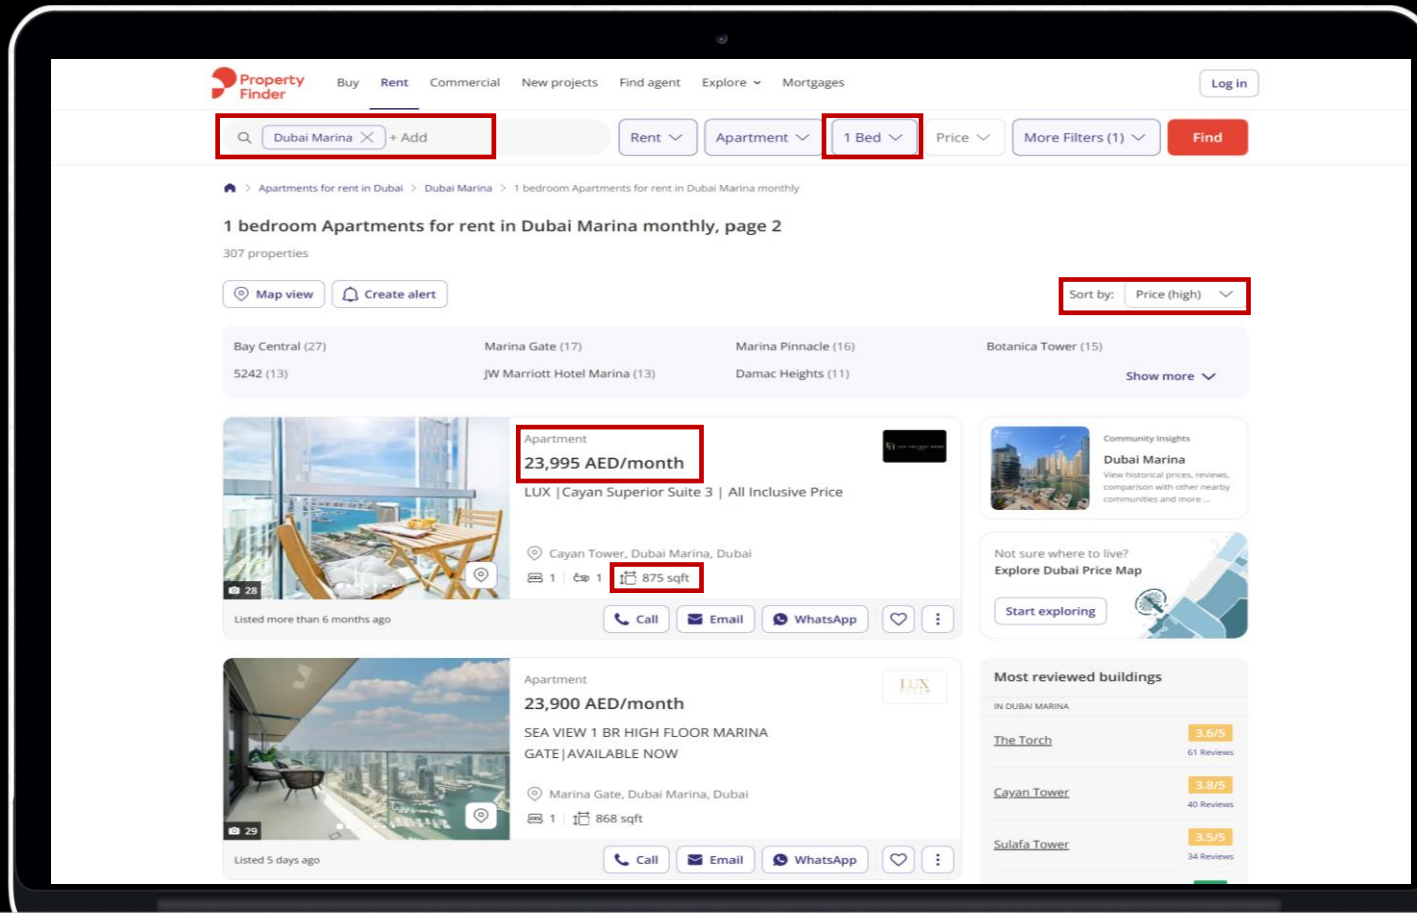 Property
Finder
Buy Rent Commercial New projects Find agent Explore Mortgages
Log in
Dubai Marina + Add
Rent
Apartment
1 Bed
Price
More Filters (1)
Find
Apartments for rent in Dubai > Dubai Marina > 1 bedroom Apartments for rent in Dubai Marina monthly
1 bedroom Apartments for rent in Dubai Marina monthly, page 2
307 properties
Map view
Create alert
Sort by: Price (high)
Bay Central (27)
Marina Gate (17)
Marina Pinnacle (16)
Botanica Tower (15)
5242 (13)
JW Marriott Hotel Marina (13)
Damac Heights (11)
Show more
Apartment
23,995 AED/month
LUX |Cayan Superior Suite 3 | All Inclusive Price
Cayan Tower, Dubai Marina, Dubai
1 1 875 sqft
28
Listed more than 6 months ago
Call
Email
WhatsApp
Community Insights
Dubai Marina
View historical prices, reviews,
comparison with other nearby
communities and more ...
Not sure where to live?
Explore Dubai Price Map
Start exploring
Apartment
23,900 AED/month
LUX
SEA VIEW 1 BR HIGH FLOOR MARINA
GATE|AVAILABLE NOW
Marina Gate, Dubai Marina, Dubai
1 868 sqft
29
Listed 5 days ago
Call
Email
WhatsApp
Most reviewed buildings
IN DUBAI MARINA
The Torch
3.6/5
61 Reviews
Cayan Tower
3.8/5
40 Reviews
Sulafa Tower
3.5/5
34 Reviews